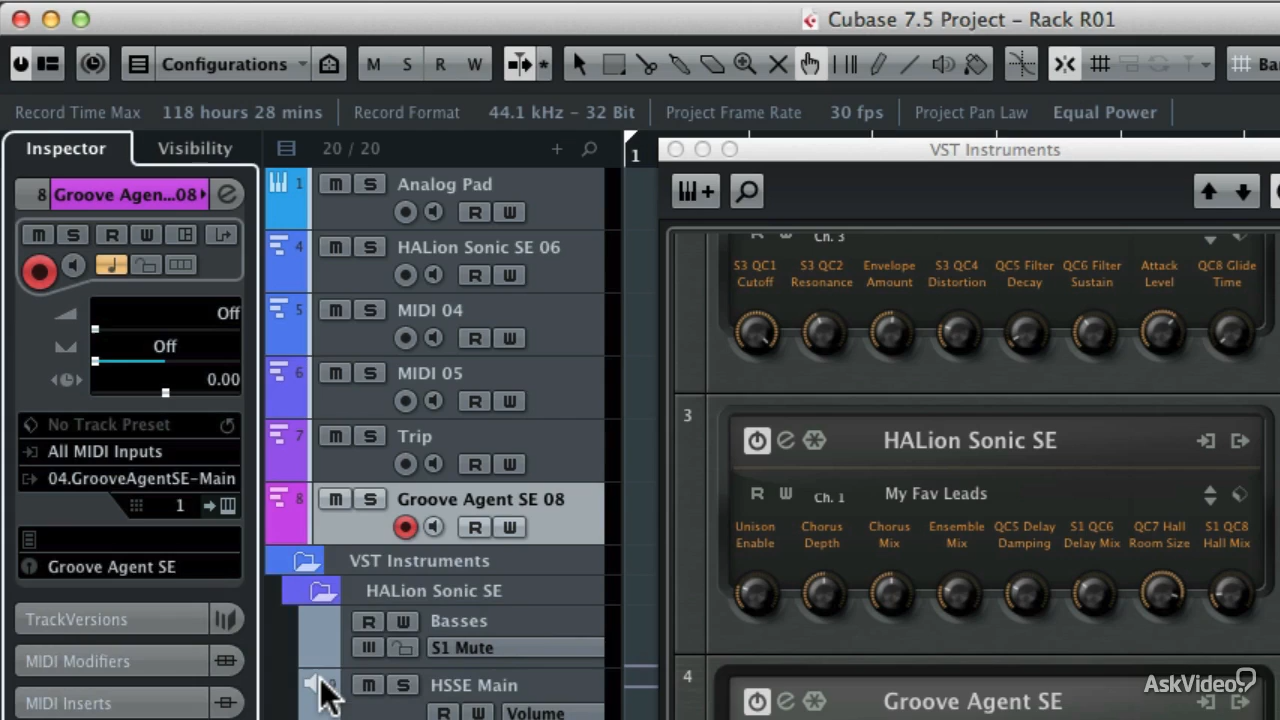 Cubase 7.5 Project - Rack R01
Configurations M S R W
Record Time Max 118 hours 28 mins Record Format 44.1 kHz - 32 Bit Project Frame Rate 30 fps Project Pan Law Equal Power
Inspector Visibility
8 Groove Agen...08
M S R W
Off
Off
0.00
No Track Preset
All MIDI Inputs
04.GrooveAgentSE-Main
1
Groove Agent SE
TrackVersions
MIDI Modifiers
MIDI Inserts
20 / 20
1 M S Analog Pad
R W
4 M S HALion Sonic SE 06
R W
5 M S MIDI 04
R W
6 M S MIDI 05
R W
7 M S Trip
R W
8 M S Groove Agent SE 08
R W
VST Instruments
HALion Sonic SE
R W Basses
S1 Mute
M S HSSE Main
R W Volume
1
VST Instruments
R W Ch. 3
S3 QC1 Cutoff
S3 QC2 Resonance
Envelope Amount
S3 QC4 Distortion
QC5 Filter Decay
QC6 Filter Sustain
Attack Level
QC8 Glide Time
3
HALion Sonic SE
R W Ch. 1 My Fav Leads
Unison Enable
Chorus Depth
Chorus Mix
Ensemble Mix
QC5 Delay Damping
S1 QC6 Delay Mix
QC7 Hall Room Size
S1 QC8 Hall Mix
4
Groove Agent SE
AskVideo